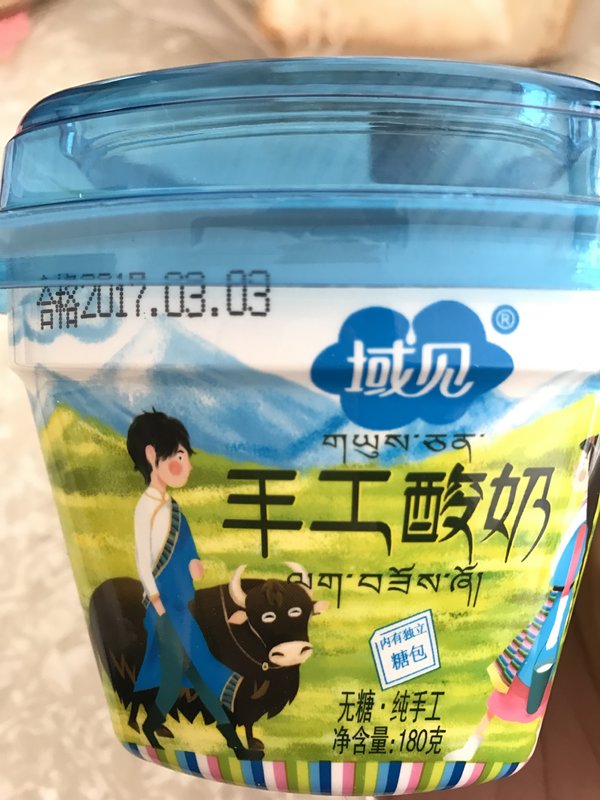 合格2017.03.03
域见®
གཡུས་ཅན་
手工酸奶
ལག་བཟོས་ཞོ།
内有独立
糖包
无糖·纯手工
净含量:180克